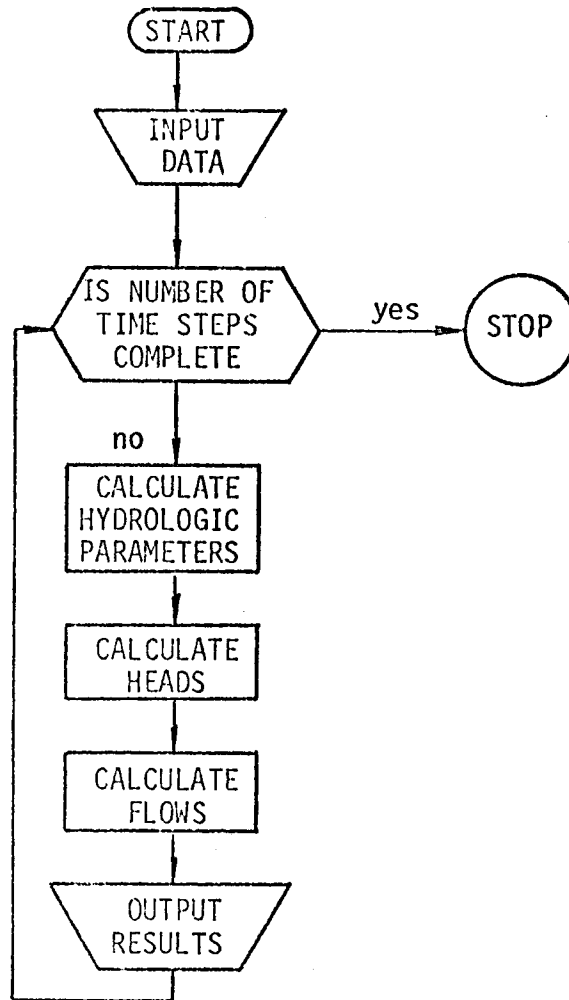 START
INPUT
DATA
IS NUMBER OF
TIME STEPS
COMPLETE
yes
STOP
no
CALCULATE
HYDROLOGIC
PARAMETERS
CALCULATE
HEADS
CALCULATE
FLOWS
OUTPUT
RESULTS